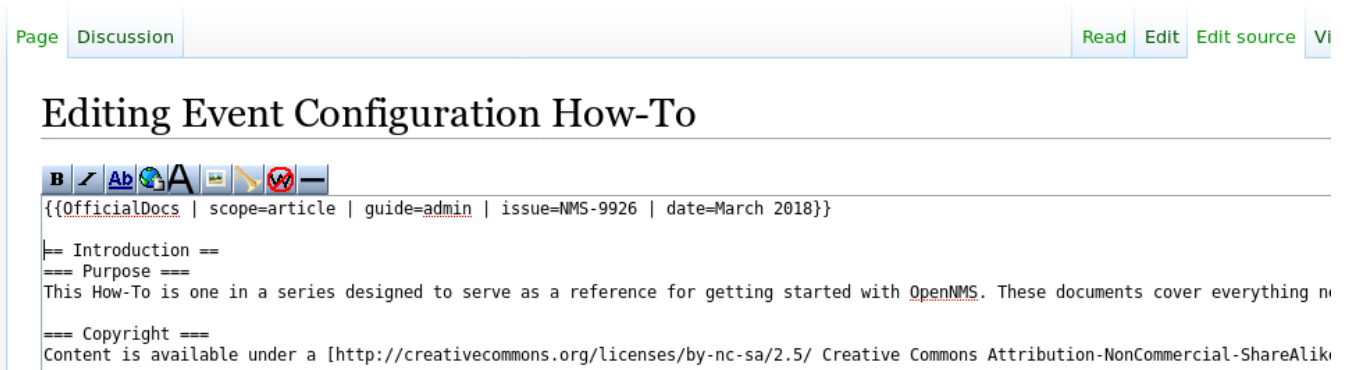 Page Discussion Read Edit Edit source Vi
Editing Event Configuration How-To
B I Ab A
{{OfficialDocs | scope=article | guide=admin | issue=NMS-9926 | date=March 2018}}
== Introduction ==
=== Purpose ===
This How-To is one in a series designed to serve as a reference for getting started with OpenNMS. These documents cover everything n
=== Copyright ===
Content is available under a [http://creativecommons.org/licenses/by-nc-sa/2.5/ Creative Commons Attribution-NonCommercial-ShareAlik